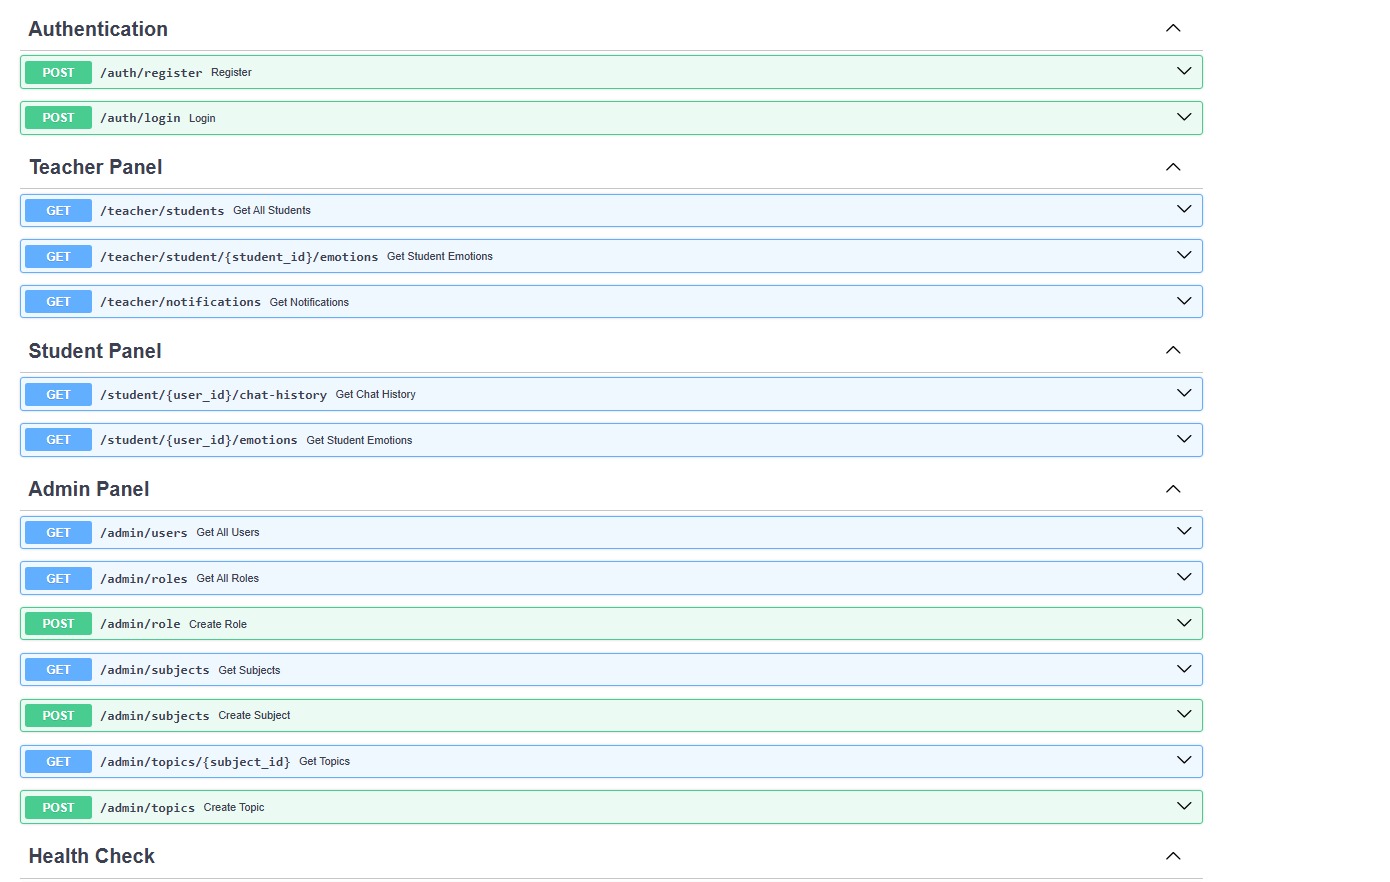 Authentication
POST /auth/register Register
POST /auth/login Login
Teacher Panel
GET /teacher/students Get All Students
GET /teacher/student/{student_id}/emotions Get Student Emotions
GET /teacher/notifications Get Notifications
Student Panel
GET /student/{user_id}/chat-history Get Chat History
GET /student/{user_id}/emotions Get Student Emotions
Admin Panel
GET /admin/users Get All Users
GET /admin/roles Get All Roles
POST /admin/role Create Role
GET /admin/subjects Get Subjects
POST /admin/subjects Create Subject
GET /admin/topics/{subject_id} Get Topics
POST /admin/topics Create Topic
Health Check